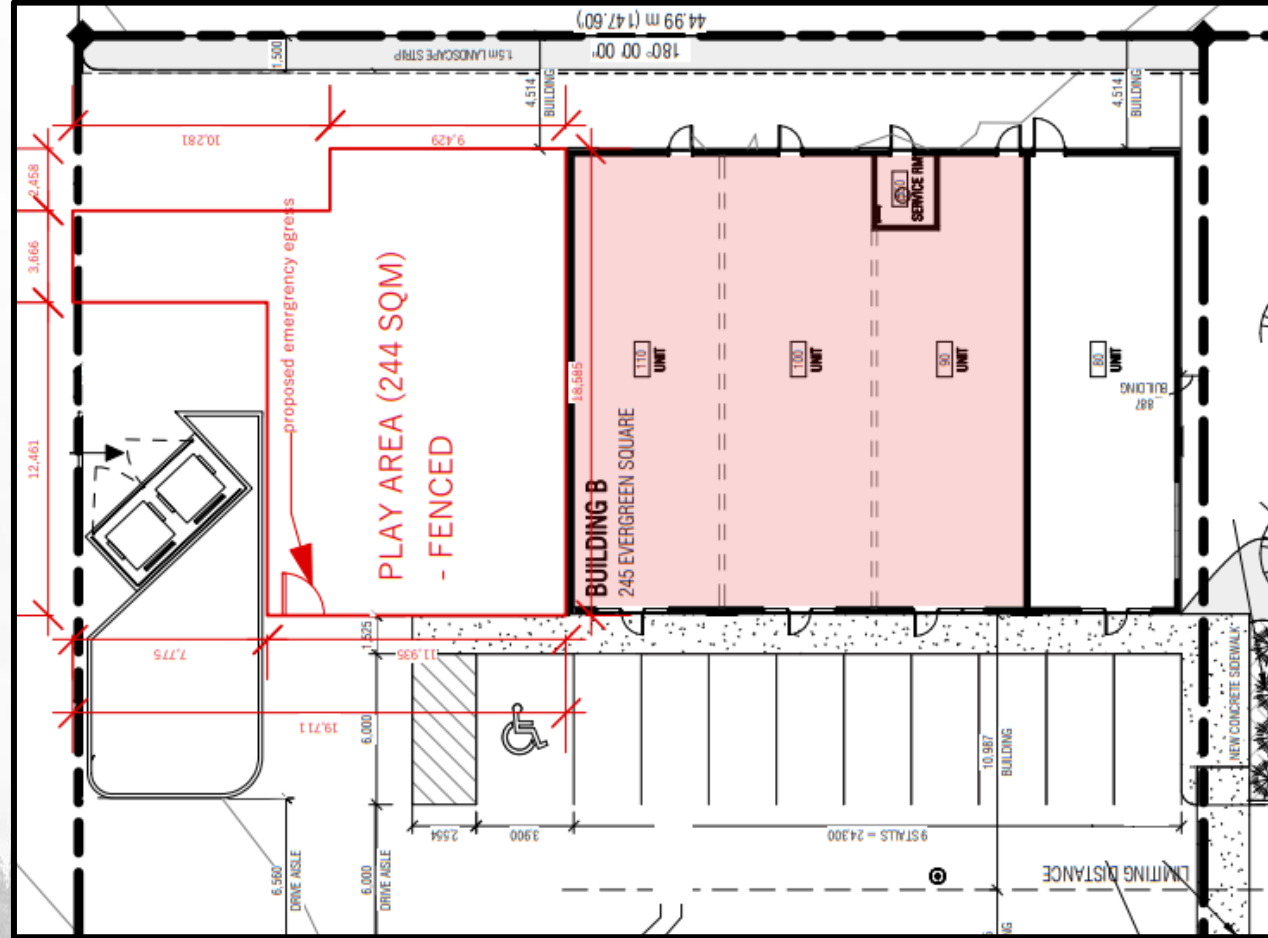 44.99 m (147.60')
180° 00' 00"
1.5m LANDSCAPE STRIP
1,500
4,514
BUILDING
4,514
BUILDING
10,281
9,429
2,458
3,666
12,461
proposed emergrency egress
PLAY AREA (244 SQM)
- FENCED
18,585
BUILDING B
245 EVERGREEN SQUARE
110
UNIT
100
UNIT
90
UNIT
80
UNIT
SERVICE RM
887
BUILDING
7,775
11,935
19,711
1,525
6,000
2,554
3,900
9 STALLS = 24,300
10,987
BUILDING
NEW CONCRETE SIDEWALK
LIMITING DISTANCE
6,560
DRIVE AISLE
6,000
DRIVE AISLE